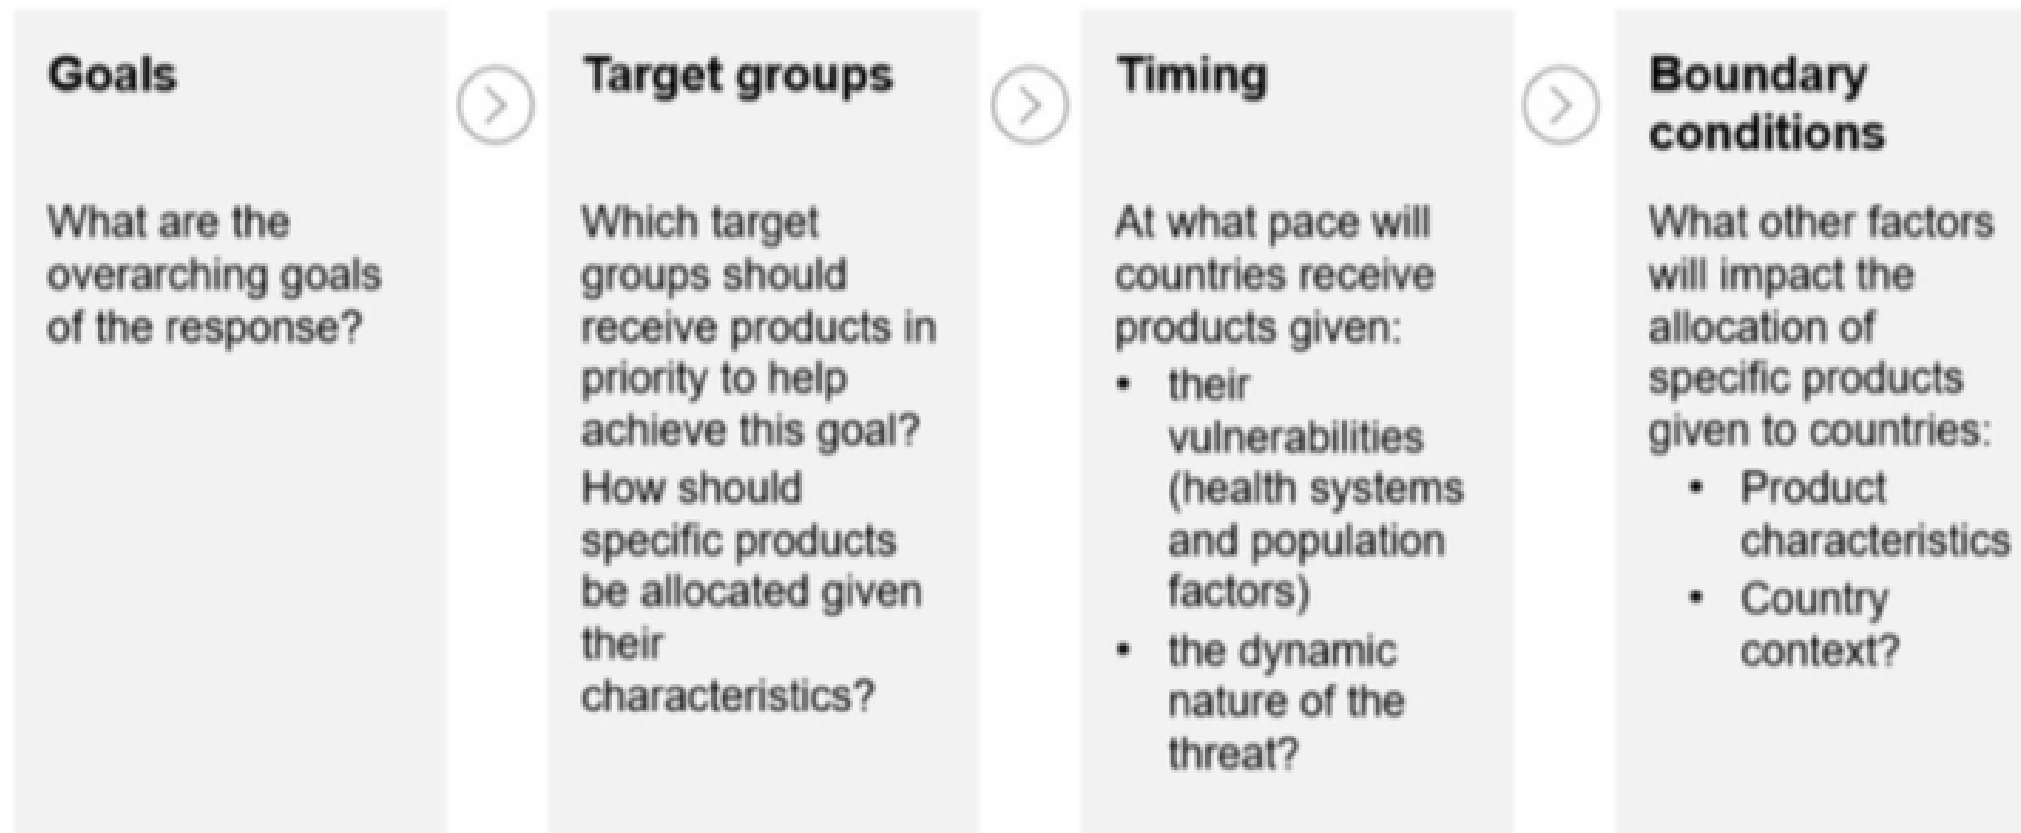 Goals
What are the
overarching goals
of the response?
Target groups
Which target
groups should
receive products in
priority to help
achieve this goal?
How should
specific products
be allocated given
their
characteristics?
Timing
At what pace will
countries receive
products given:
• their
vulnerabilities
(health systems
and population
factors)
• the dynamic
nature of the
threat?
Boundary
conditions
What other factors
will impact the
allocation of
specific products
given to countries:
• Product
characteristics
• Country
context?